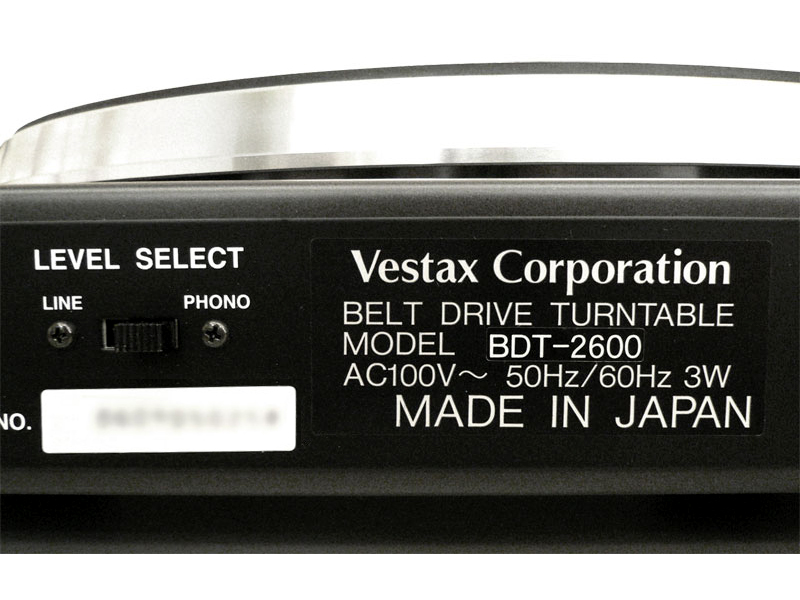 LEVEL SELECT
LINE PHONO
NO.
Vestax Corporation
BELT DRIVE TURNTABLE
MODEL BDT-2600
AC100V～ 50Hz/60Hz 3W
MADE IN JAPAN